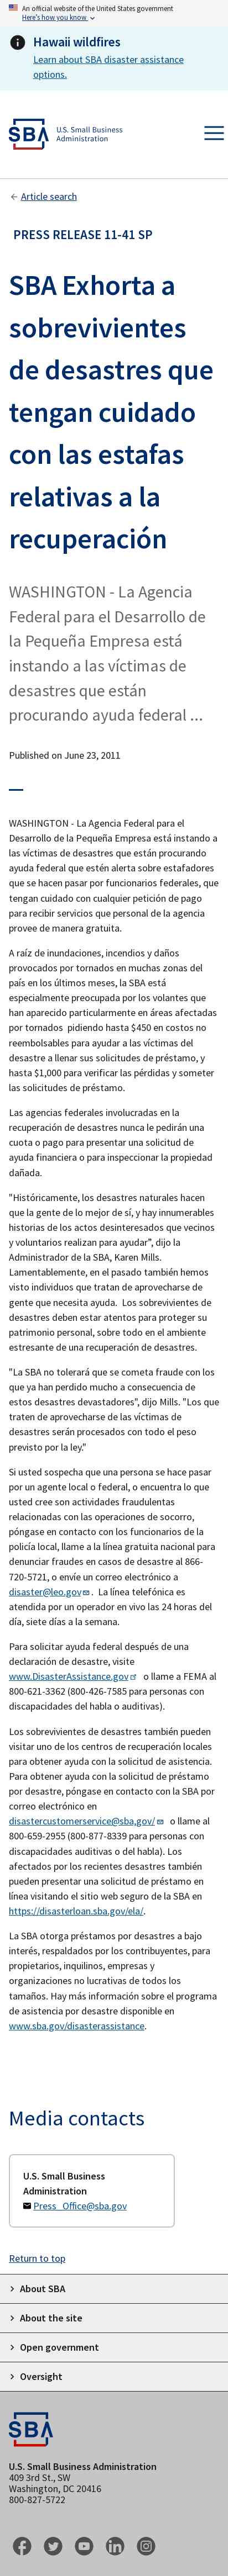 An official website of the United States government
Here's how you know
Hawaii wildfires
Learn about SBA disaster assistance
options.
SBA
U.S. Small Business
Administration
Article search
PRESS RELEASE 11-41 SP
SBA Exhorta a
sobrevivientes
de desastres que
tengan cuidado
con las estafas
relativas a la
recuperación
WASHINGTON - La Agencia
Federal para el Desarrollo de
la Pequeña Empresa está
instando a las víctimas de
desastres que están
procurando ayuda federal ...
Published on June 23, 2011
WASHINGTON - La Agencia Federal para el
Desarrollo de la Pequeña Empresa está instando a
las víctimas de desastres que están procurando
ayuda federal que estén alerta sobre estafadores
que se hacen pasar por funcionarios federales, que
tengan cuidado con cualquier petición de pago
para recibir servicios que personal de la agencia
provee de manera gratuita.
A raíz de inundaciones, incendios y daños
provocados por tornados en muchas zonas del
país en los últimos meses, la SBA está
especialmente preocupada por los volantes que
han aparecido particularmente en áreas afectadas
por tornados  pidiendo hasta $450 en costos no
reembolsables para ayudar a las víctimas del
desastre a llenar sus solicitudes de préstamo, y
hasta $1,000 para verificar las pérdidas y someter
las solicitudes de préstamo.
Las agencias federales involucradas en la
recuperación de desastres nunca le pedirán una
cuota o pago para presentar una solicitud de
ayuda financiera o para inspeccionar la propiedad
dañada.
"Históricamente, los desastres naturales hacen
que la gente de lo mejor de sí, y hay innumerables
historias de los actos desinteresados que vecinos
y voluntarios realizan para ayudar”, dijo la
Administrador de la SBA, Karen Mills.
Lamentablemente, en el pasado también hemos
visto individuos que tratan de aprovecharse de
gente que necesita ayuda.  Los sobrevivientes de
desastres deben estar atentos para proteger su
patrimonio personal, sobre todo en el ambiente
estresante de una recuperación de desastres.
"La SBA no tolerará que se cometa fraude con los
que ya han perdido mucho a consecuencia de
estos desastres devastadores", dijo Mills. "Los que
traten de aprovecharse de las víctimas de
desastres serán procesados con todo el peso
previsto por la ley."
Si usted sospecha que una persona se hace pasar
por un agente local o federal, o encuentra lo que
usted cree son actividades fraudulentas
relacionadas con las operaciones de socorro,
póngase en contacto con los funcionarios de la
policía local, llame a la línea gratuita nacional para
denunciar fraudes en casos de desastre al 866-
720-5721, o envíe un correo electrónico a
disaster@leo.gov .  La línea telefónica es
atendida por un operador en vivo las 24 horas del
día, siete días a la semana.
Para solicitar ayuda federal después de una
declaración de desastre, visite
www.DisasterAssistance.gov  o llame a FEMA al
800-621-3362 (800-426-7585 para personas con
discapacidades del habla o auditivas).
Los sobrevivientes de desastres también pueden
visitar uno de los centros de recuperación locales
para obtener ayuda con la solicitud de asistencia.
Para obtener ayuda con la solicitud de préstamo
por desastre, póngase en contacto con la SBA por
correo electrónico en
disastercustomerservice@sba,gov/  o llame al
800-659-2955 (800-877-8339 para personas con
discapacidades auditivas o del habla). Los
afectados por los recientes desastres también
pueden presentar una solicitud de préstamo en
línea visitando el sitio web seguro de la SBA en
https://disasterloan.sba.gov/ela/.
La SBA otorga préstamos por desastres a bajo
interés, respaldados por el los contribuyentes, para
propietarios, inquilinos, empresas y
organizaciones no lucrativas de todos los
tamaños. Hay más información sobre el programa
de asistencia por desastre disponible en
www.sba.gov/disasterassistance.
Media contacts
U.S. Small Business
Administration
Press_Office@sba.gov
Return to top
About SBA
About the site
Open government
Oversight
SBA
U.S. Small Business Administration
409 3rd St., SW
Washington, DC 20416
800-827-5722